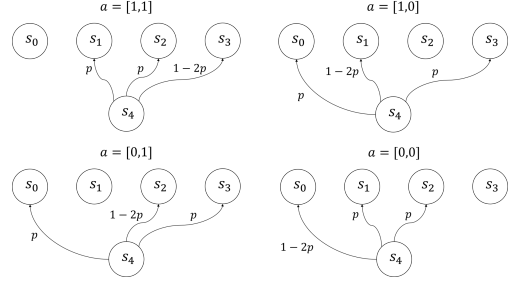 a = [1,1]
s₀ s₁ s₂ s₃
p p 1 − 2p
s₄
a = [1,0]
s₀ s₁ s₂ s₃
1 − 2p p
p
s₄
a = [0,1]
s₀ s₁ s₂ s₃
1 − 2p p
p
s₄
a = [0,0]
s₀ s₁ s₂ s₃
p p
1 − 2p
s₄